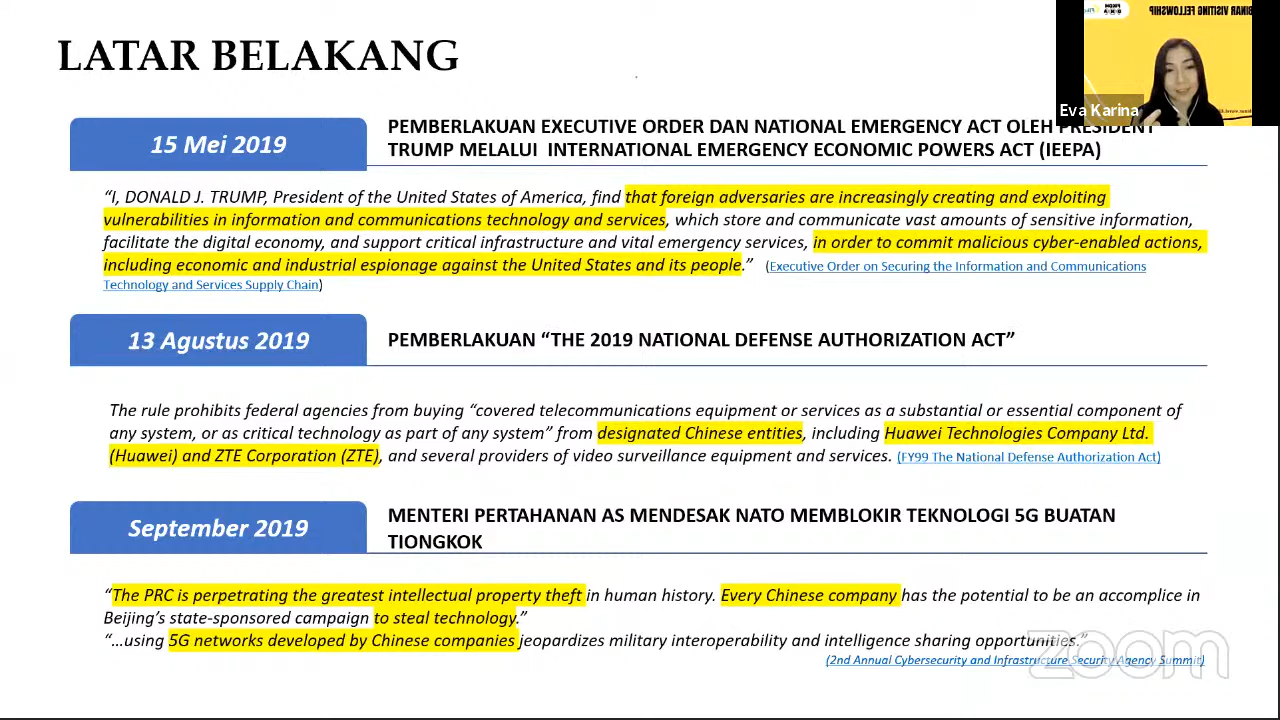 LATAR BELAKANG
BINAR VISITING FELLOWSHIP
Eva Karina
15 Mei 2019
PEMBERLAKUAN EXECUTIVE ORDER DAN NATIONAL EMERGENCY ACT OLEH PRESIDENT
TRUMP MELALUI INTERNATIONAL EMERGENCY ECONOMIC POWERS ACT (IEEPA)
“I, DONALD J. TRUMP, President of the United States of America, find that foreign adversaries are increasingly creating and exploiting
vulnerabilities in information and communications technology and services, which store and communicate vast amounts of sensitive information,
facilitate the digital economy, and support critical infrastructure and vital emergency services, in order to commit malicious cyber-enabled actions,
including economic and industrial espionage against the United States and its people.” (Executive Order on Securing the Information and Communications
Technology and Services Supply Chain)
13 Agustus 2019
PEMBERLAKUAN “THE 2019 NATIONAL DEFENSE AUTHORIZATION ACT”
The rule prohibits federal agencies from buying “covered telecommunications equipment or services as a substantial or essential component of
any system, or as critical technology as part of any system” from designated Chinese entities, including Huawei Technologies Company Ltd.
(Huawei) and ZTE Corporation (ZTE), and several providers of video surveillance equipment and services. (FY99 The National Defense Authorization Act)
September 2019
MENTERI PERTAHANAN AS MENDESAK NATO MEMBLOKIR TEKNOLOGI 5G BUATAN
TIONGKOK
“The PRC is perpetrating the greatest intellectual property theft in human history. Every Chinese company has the potential to be an accomplice in
Beijing’s state-sponsored campaign to steal technology.”
“…using 5G networks developed by Chinese companies jeopardizes military interoperability and intelligence sharing opportunities.”
(2nd Annual Cybersecurity and Infrastructure Security Agency Summit)
zoom